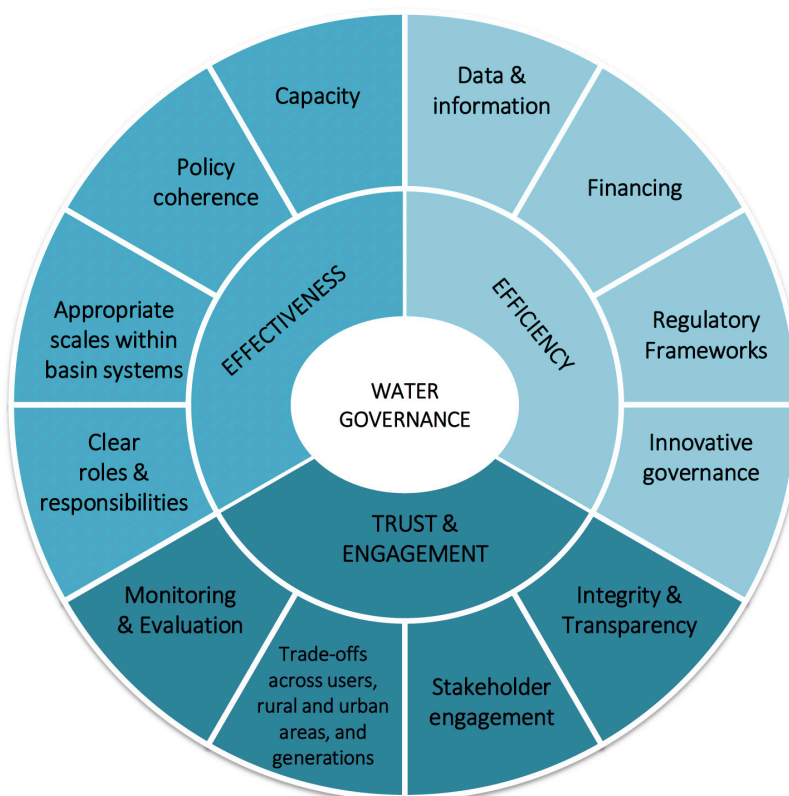 Capacity
Data &
information
Policy
coherence
Financing
Appropriate
scales within
basin systems
EFFECTIVENESS
EFFICIENCY
Regulatory
Frameworks
WATER
GOVERNANCE
Clear
roles &
responsibilities
Innovative
governance
TRUST &
ENGAGEMENT
Monitoring
& Evaluation
Integrity &
Transparency
Trade-offs
across users,
rural and urban
areas, and
generations
Stakeholder
engagement